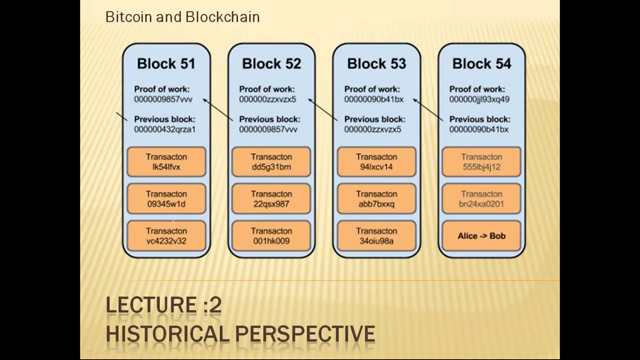 Bitcoin and Blockchain
Block 51
Proof of work:
0000009857vvv
Previous block:
000000432qrza1
Transacton
lk54lfvx
Transacton
09345w1d
Transacton
vc4232v32
Block 52
Proof of work:
000000zzxvzx5
Previous block:
0000009857vvv
Transacton
dd5g31bm
Transacton
22qsx987
Transacton
001hk009
Block 53
Proof of work:
00000090b41bx
Previous block:
000000zzxvzx5
Transacton
94lxcv14
Transacton
abb7bxxq
Transacton
34oiu98a
Block 54
Proof of work:
000000jjl93xq49
Previous block:
00000090b41bx
Transacton
555lbj4j12
Transacton
bn24xa0201
Alice -> Bob
LECTURE :2
HISTORICAL PERSPECTIVE